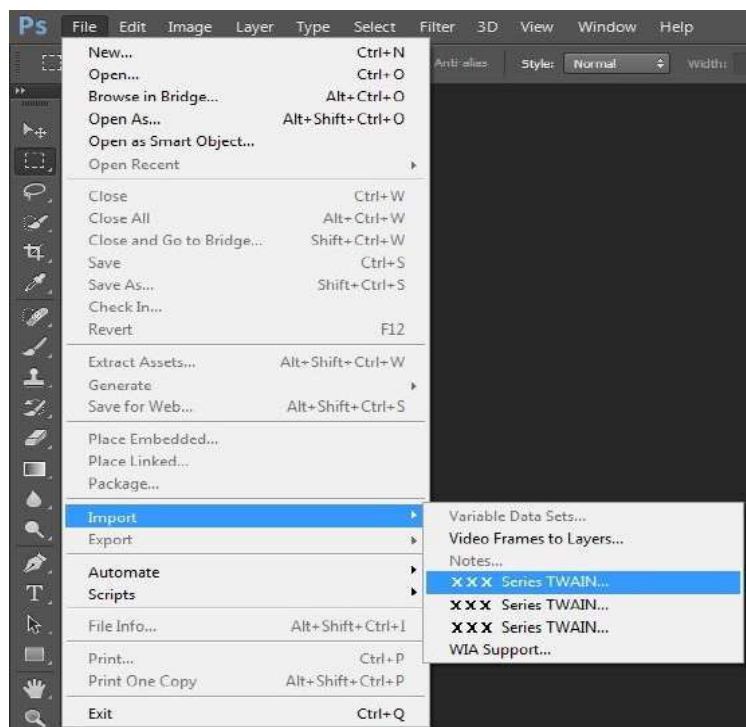 Ps File Edit Image Layer Type Select Filter 3D View Window Help
Anti-alias Style: Normal Width:
New... Ctrl+N
Open... Ctrl+O
Browse in Bridge... Alt+Ctrl+O
Open As... Alt+Shift+Ctrl+O
Open as Smart Object...
Open Recent
Close Ctrl+W
Close All Alt+Ctrl+W
Close and Go to Bridge... Shift+Ctrl+W
Save Ctrl+S
Save As... Shift+Ctrl+S
Check In...
Revert F12
Extract Assets... Alt+Shift+Ctrl+W
Generate
Save for Web... Alt+Shift+Ctrl+S
Place Embedded...
Place Linked...
Package...
Import
Export
Automate
Scripts
File Info... Alt+Shift+Ctrl+I
Print... Ctrl+P
Print One Copy Alt+Shift+Ctrl+P
Exit Ctrl+Q
Variable Data Sets...
Video Frames to Layers...
Notes...
XXX Series TWAIN...
XXX Series TWAIN...
XXX Series TWAIN...
WIA Support...